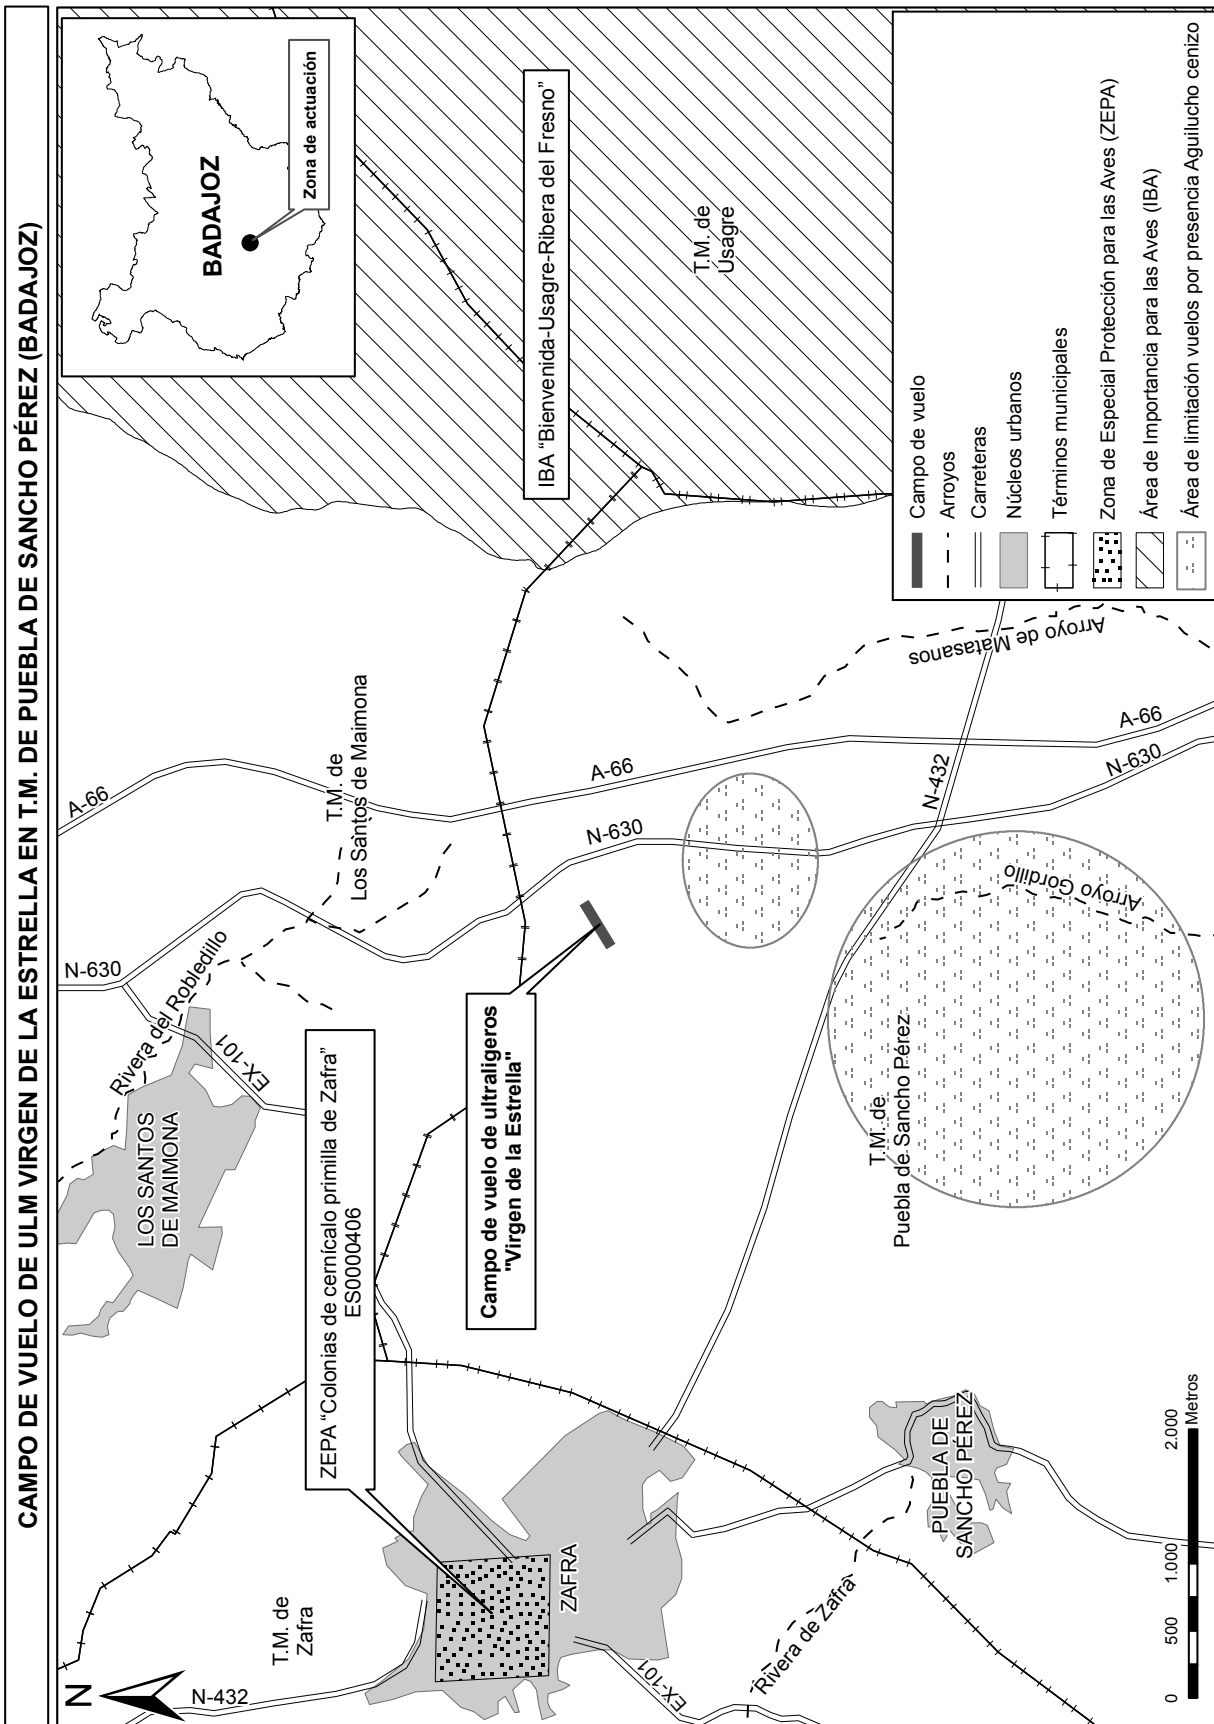 CAMPO DE VUELO DE ULM VIRGEN DE LA ESTRELLA EN T.M. DE PUEBLA DE SANCHO PÉREZ (BADAJOZ)
N
N-432
T.M. de
Zafra
ZEPA “Colonias de cernícalo primilla de Zafra”
ES0000406
ZAFRA
EX-101
Rivera de Zafra
PUEBLA DE
SANCHO PÉREZ
0
500
1.000
2.000
Metros
LOS SANTOS
DE MAIMONA
Rivera del Robledillo
EX-101
N-630
A-66
T.M. de
Los Santos de Maimona
Campo de vuelo de ultraligeros
"Virgen de la Estrella"
N-630
A-66
T.M. de
Puebla de Sancho Pérez
Arroyo Gordillo
N-432
N-630
A-66
Arroyo de Matasanos
IBA “Bienvenida-Usagre-Ribera del Fresno”
T.M. de
Usagre
BADAJOZ
Zona de actuación
Campo de vuelo
Arroyos
Carreteras
Núcleos urbanos
Términos municipales
Zona de Especial Protección para las Aves (ZEPA)
Área de Importancia para las Aves (IBA)
Área de limitación vuelos por presencia Aguilucho cenizo